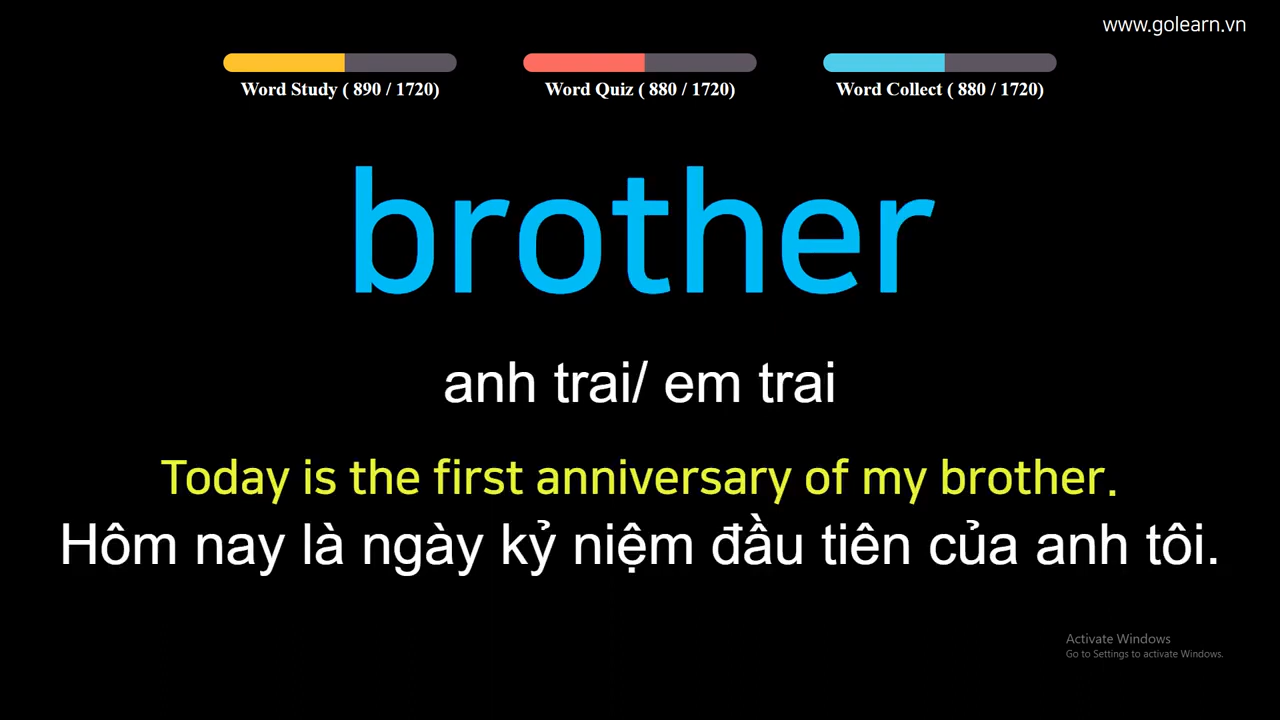 www.golearn.vn
Word Study ( 890 / 1720)
Word Quiz ( 880 / 1720)
Word Collect ( 880 / 1720)
brother
anh trai/ em trai
Today is the first anniversary of my brother.
Hôm nay là ngày kỷ niệm đầu tiên của anh tôi.
Activate Windows
Go to Settings to activate Windows.